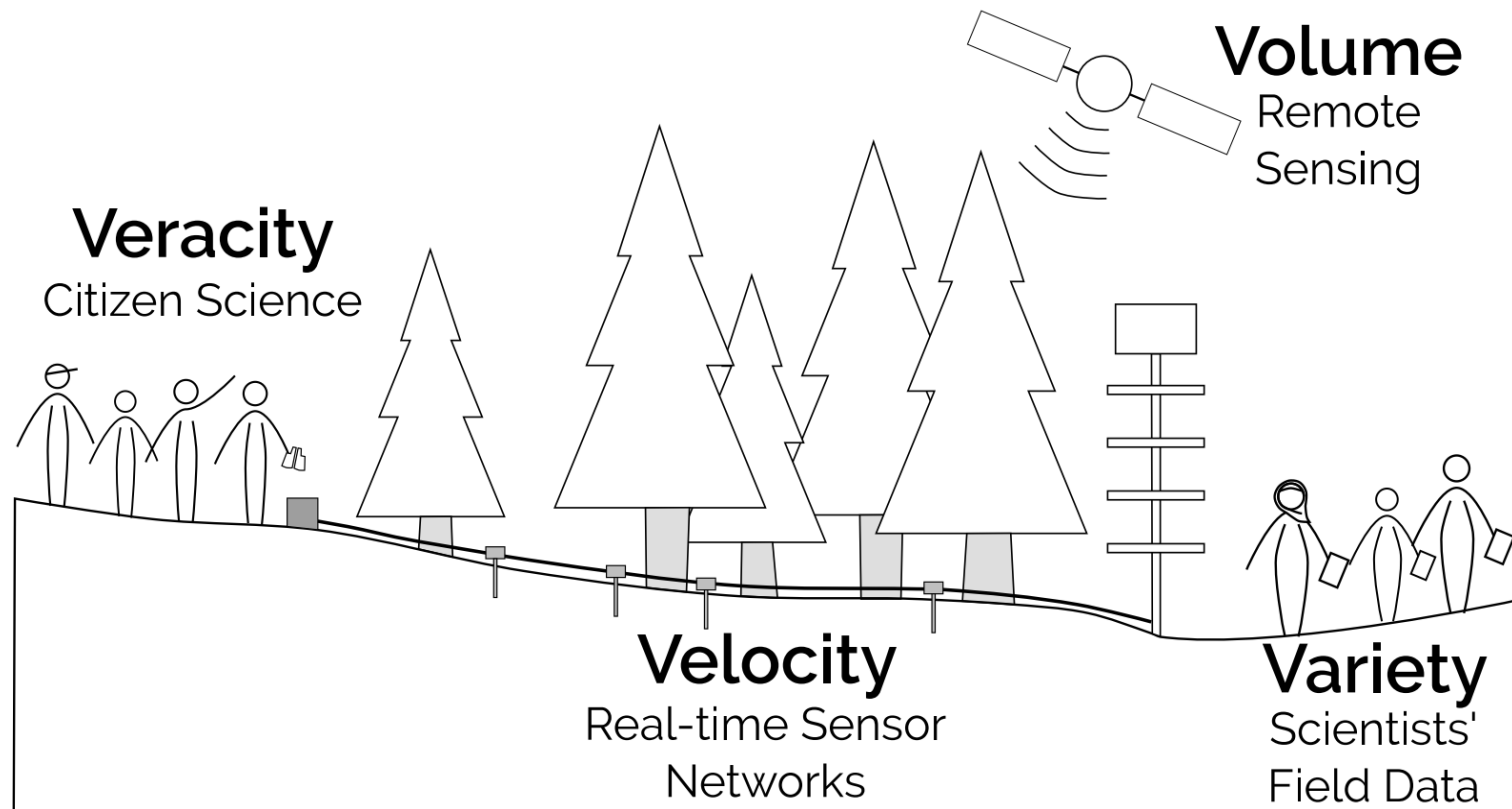 Volume
Remote
Sensing
Veracity
Citizen Science
Velocity
Real-time Sensor
Networks
Variety
Scientists'
Field Data